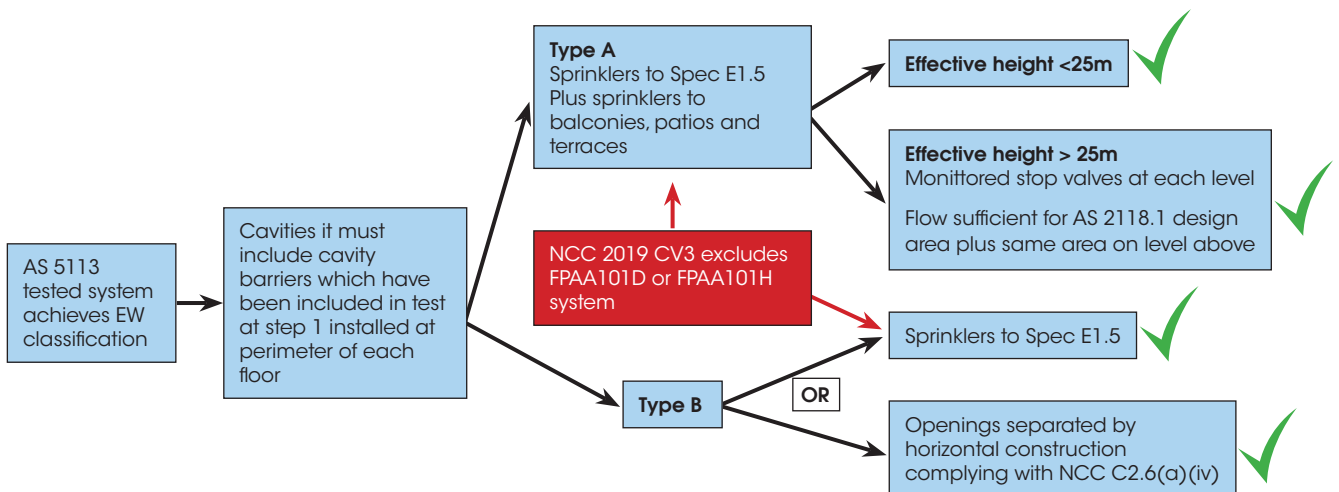 AS 5113
tested system
achieves EW
classification
Cavities it must
include cavity
barriers which have
been included in test
at step 1 installed at
perimeter of each
floor
Type A
Sprinklers to Spec E1.5
Plus sprinklers to
balconies, patios and
terraces
Effective height <25m
Effective height > 25m
Monittored stop valves at each level
Flow sufficient for AS 2118.1 design
area plus same area on level above
NCC 2019 CV3 excludes
FPAA101D or FPAA101H
system
Type B
Sprinklers to Spec E1.5
OR
Openings separated by
horizontal construction
complying with NCC C2.6(a)(iv)